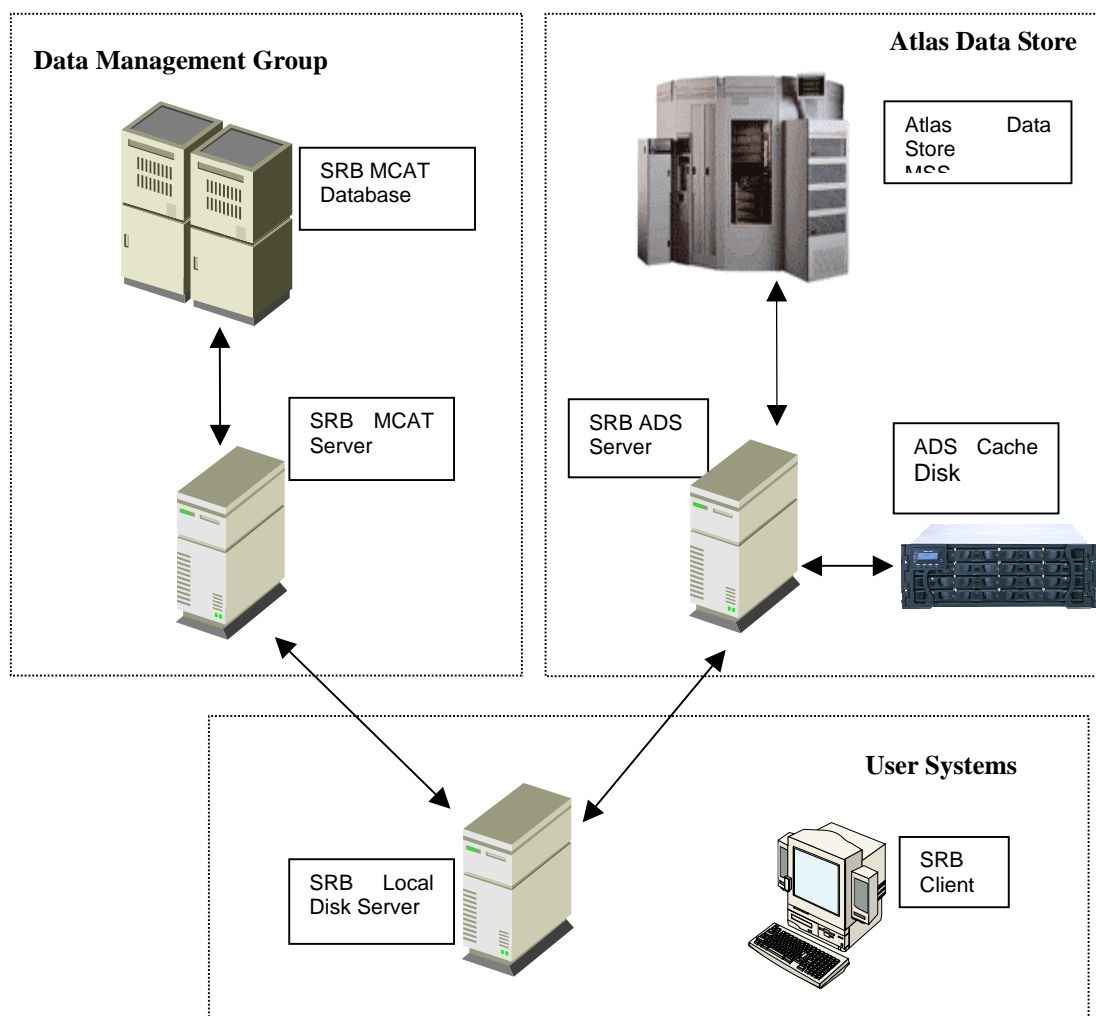 Data Management Group
SRB MCAT
Database
SRB MCAT
Server
Atlas Data Store
Atlas Data
Store
MSS
SRB ADS
Server
ADS Cache
Disk
User Systems
SRB Local
Disk Server
SRB
Client